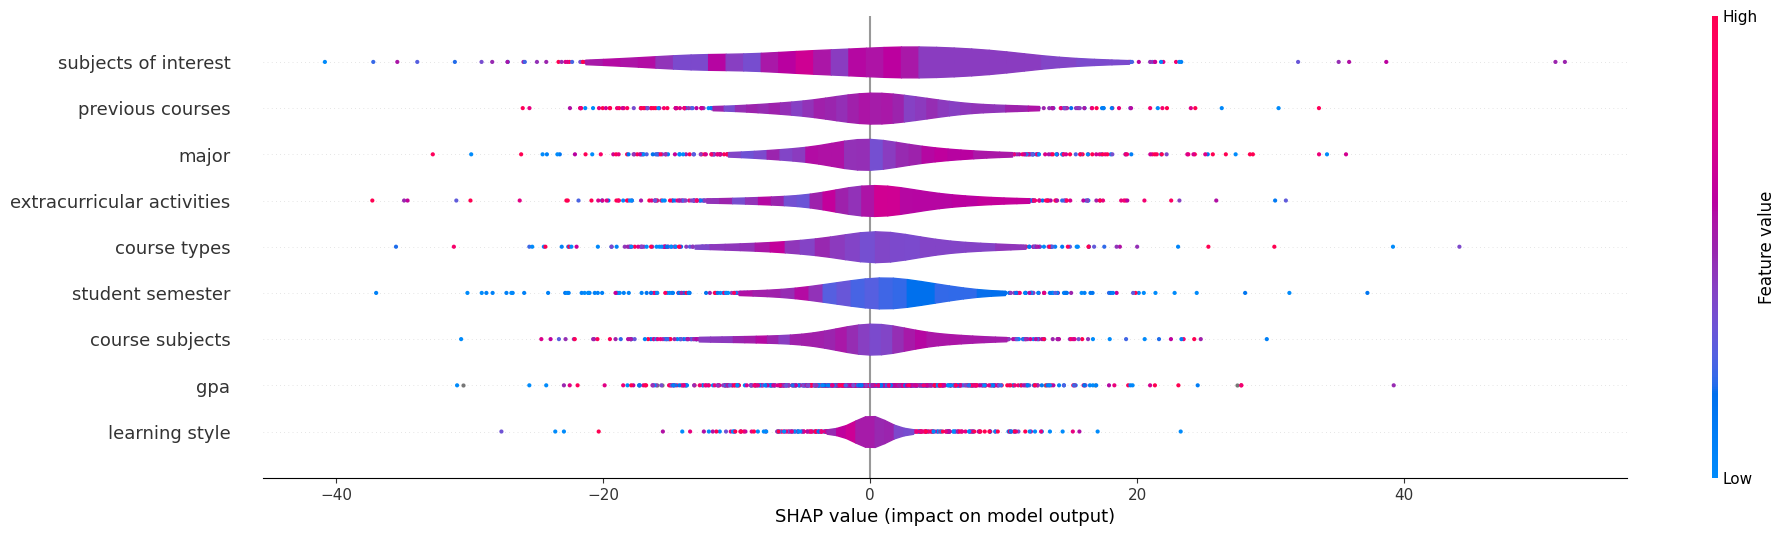 High
subjects of interest
previous courses
major
extracurricular activities
course types
student semester
course subjects
gpa
learning style
Feature value
Low
−40 −20 0 20 40
SHAP value (impact on model output)